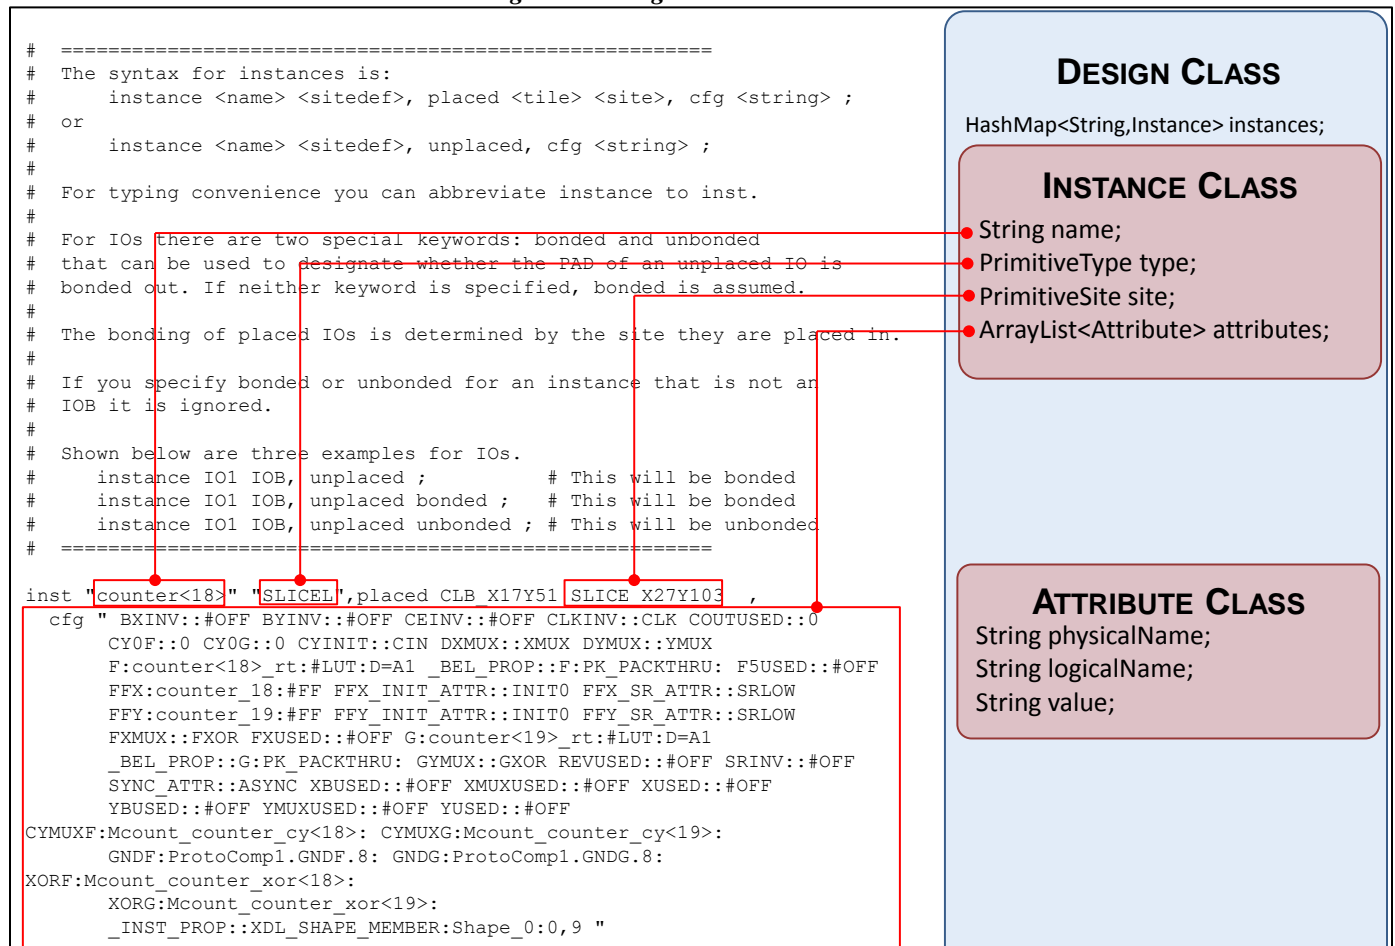 # ======================================================
# The syntax for instances is:
# instance <name> <sitedef>, placed <tile> <site>, cfg <string> ;
# or
# instance <name> <sitedef>, unplaced, cfg <string> ;
#
# For typing convenience you can abbreviate instance to inst.
#
# For IOs there are two special keywords: bonded and unbonded
# that can be used to designate whether the PAD of an unplaced IO is
# bonded out. If neither keyword is specified, bonded is assumed.
#
# The bonding of placed IOs is determined by the site they are placed in.
#
# If you specify bonded or unbonded for an instance that is not an
# IOB it is ignored.
#
# Shown below are three examples for IOs.
# instance IO1 IOB, unplaced ; # This will be bonded
# instance IO1 IOB, unplaced bonded ; # This will be bonded
# instance IO1 IOB, unplaced unbonded ; # This will be unbonded
# ======================================================
inst "counter<18>" "SLICEL",placed CLB_X17Y51 SLICE_X27Y103 ,
cfg " BXINV::#OFF BYINV::#OFF CEINV::#OFF CLKINV::CLK COUTUSED::0
CY0F::0 CY0G::0 CYINIT::CIN DXMUX::XMUX DYMUX::YMUX
F:counter<18>_rt:#LUT:D=A1 _BEL_PROP::F:PK_PACKTHRU: F5USED::#OFF
FFX:counter_18:#FF FFX_INIT_ATTR::INIT0 FFX_SR_ATTR::SRLOW
FFY:counter_19:#FF FFY_INIT_ATTR::INIT0 FFY_SR_ATTR::SRLOW
FXMUX::FXOR FXUSED::#OFF G:counter<19>_rt:#LUT:D=A1
_BEL_PROP::G:PK_PACKTHRU: GYMUX::GXOR REVUSED::#OFF SRINV::#OFF
SYNC_ATTR::ASYNC XBUSED::#OFF XMUXUSED::#OFF XUSED::#OFF
YBUSED::#OFF YMUXUSED::#OFF YUSED::#OFF
CYMUXF:Mcount_counter_cy<18>: CYMUXG:Mcount_counter_cy<19>:
GNDF:ProtoComp1.GNDF.8: GNDG:ProtoComp1.GNDG.8:
XORF:Mcount_counter_xor<18>:
XORG:Mcount_counter_xor<19>:
_INST_PROP::XDL_SHAPE_MEMBER:Shape_0:0,9 "
DESIGN CLASS
HashMap<String,Instance> instances;
INSTANCE CLASS
String name;
PrimitiveType type;
PrimitiveSite site;
ArrayList<Attribute> attributes;
ATTRIBUTE CLASS
String physicalName;
String logicalName;
String value;